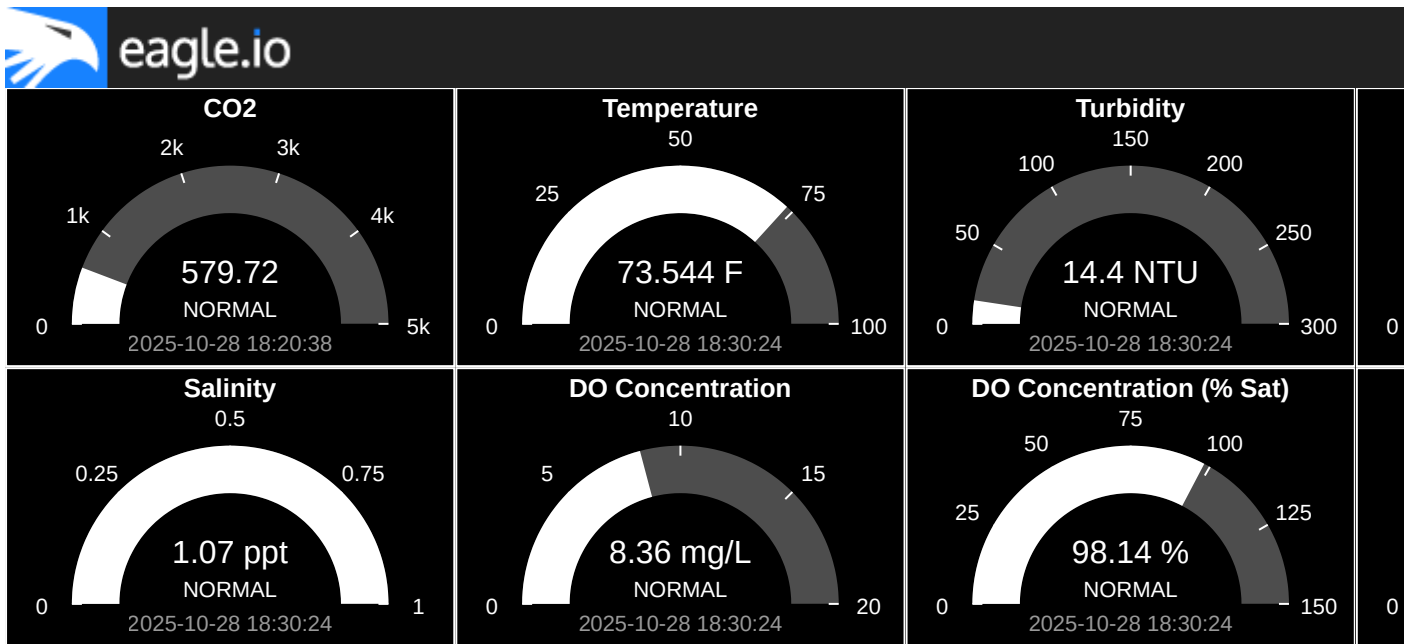 eagle.io
CO2
2k 3k
1k 4k
579.72
NORMAL
0 5k
2025-10-28 18:20:38
Temperature
50
25 75
73.544 F
NORMAL
0 100
2025-10-28 18:30:24
Turbidity
150
100 200
50 250
14.4 NTU
NORMAL
0 300
2025-10-28 18:30:24
0
Salinity
0.5
0.25 0.75
1.07 ppt
NORMAL
0 1
2025-10-28 18:30:24
DO Concentration
10
5 15
8.36 mg/L
NORMAL
0 20
2025-10-28 18:30:24
DO Concentration (% Sat)
75
50 100
25 125
98.14 %
NORMAL
0 150
2025-10-28 18:30:24
0